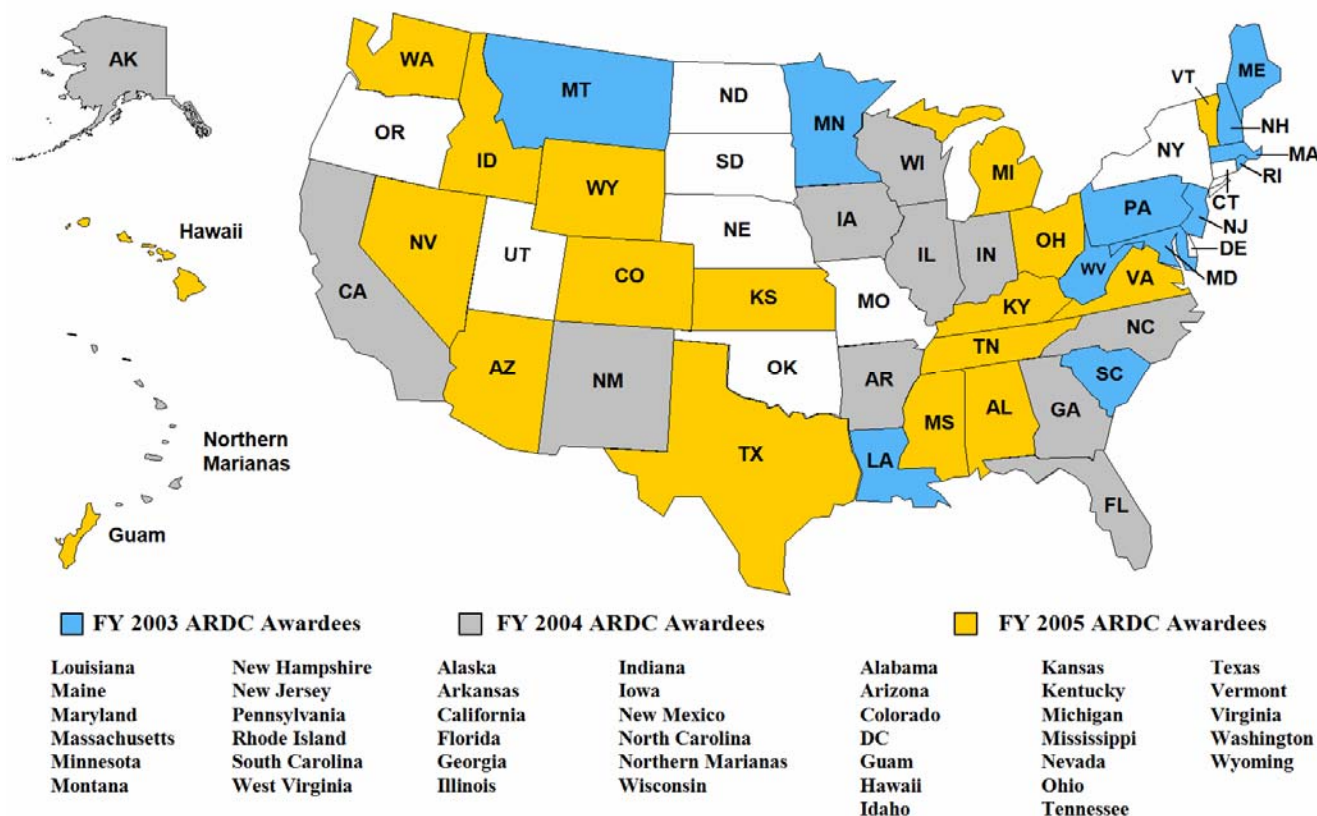 AK
WA
MT
ND
MN
VT
ME
OR
ID
SD
WI
NY
NH
MA
RI
CT
WY
MI
Hawaii
NV
UT
NE
IA
IL
IN
OH
PA
NJ
DE
MD
WV
VA
CA
CO
KS
MO
KY
NC
AZ
NM
OK
AR
TN
SC
MS
AL
GA
Northern
Marianas
TX
LA
FL
Guam
FY 2003 ARDC Awardees
Louisiana
Maine
Maryland
Massachusetts
Minnesota
Montana
New Hampshire
New Jersey
Pennsylvania
Rhode Island
South Carolina
West Virginia
FY 2004 ARDC Awardees
Alaska
Arkansas
California
Florida
Georgia
Illinois
Indiana
Iowa
New Mexico
North Carolina
Northern Marianas
Wisconsin
FY 2005 ARDC Awardees
Alabama
Arizona
Colorado
DC
Guam
Hawaii
Idaho
Kansas
Kentucky
Michigan
Mississippi
Nevada
Ohio
Tennessee
Texas
Vermont
Virginia
Washington
Wyoming